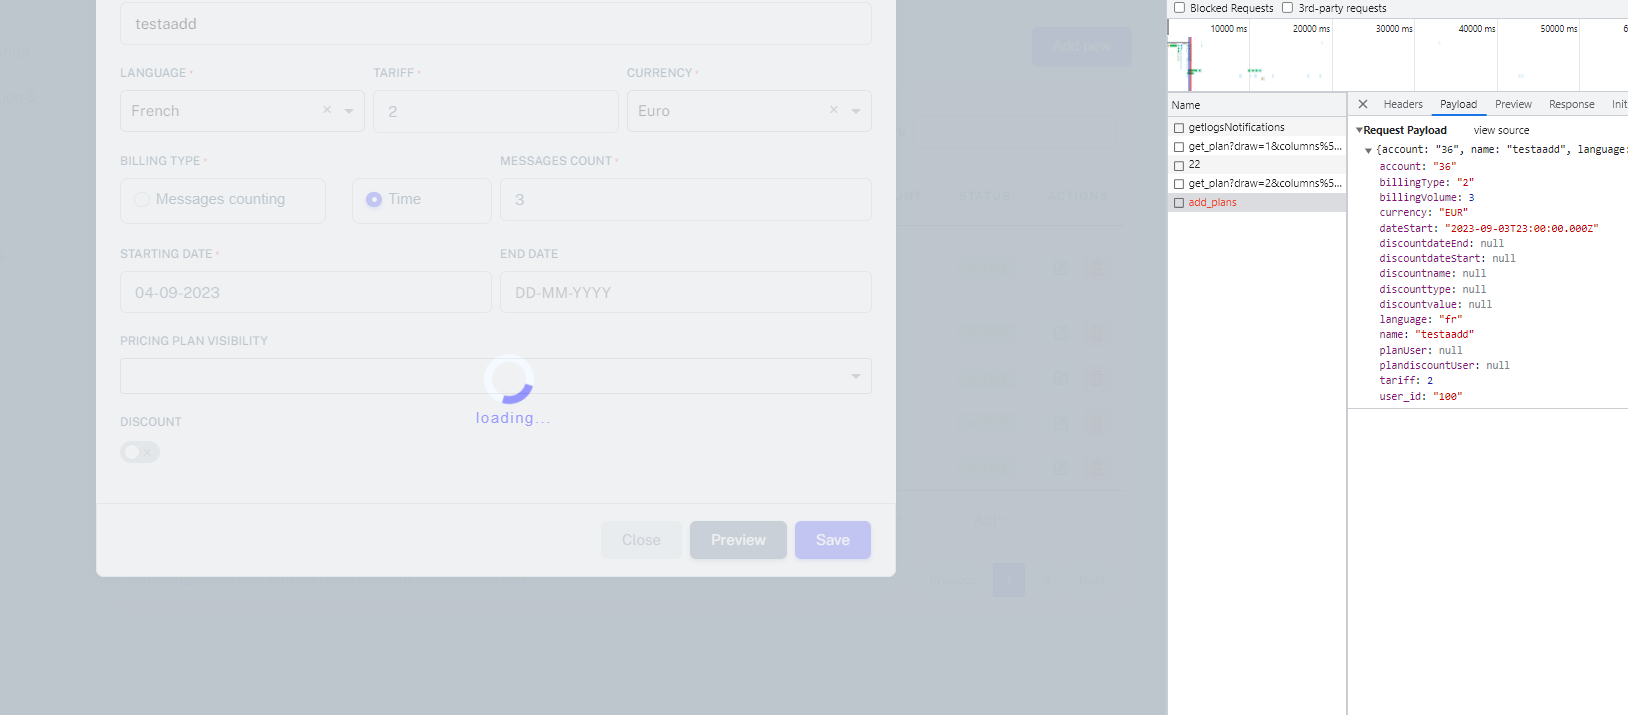 testaadd
Add new
LANGUAGE *
TARIFF *
CURRENCY *
French × 
2
Euro ×
BILLING TYPE *
MESSAGES COUNT *
Messages counting
Time
3
STATUS
ACTIONS
STARTING DATE *
END DATE
04-09-2023
DD-MM-YYYY
PRICING PLAN VISIBILITY
loading...
DISCOUNT
Close
Preview
Save
Blocked Requests
3rd-party requests
10000 ms
20000 ms
30000 ms
40000 ms
50000 ms
6
Name
getlogsNotifications
get_plan?draw=1&columns%5...
22
get_plan?draw=2&columns%5...
add_plans
Headers
Payload
Preview
Response
Init
Request Payload view source
{account: "36", name: "testaadd", language:
account: "36"
billingType: "2"
billingVolume: 3
currency: "EUR"
dateStart: "2023-09-03T23:00:00.000Z"
discountdateEnd: null
discountdateStart: null
discountname: null
discounttype: null
discountvalue: null
language: "fr"
name: "testaadd"
planUser: null
plandiscountUser: null
tariff: 2
user_id: "100"